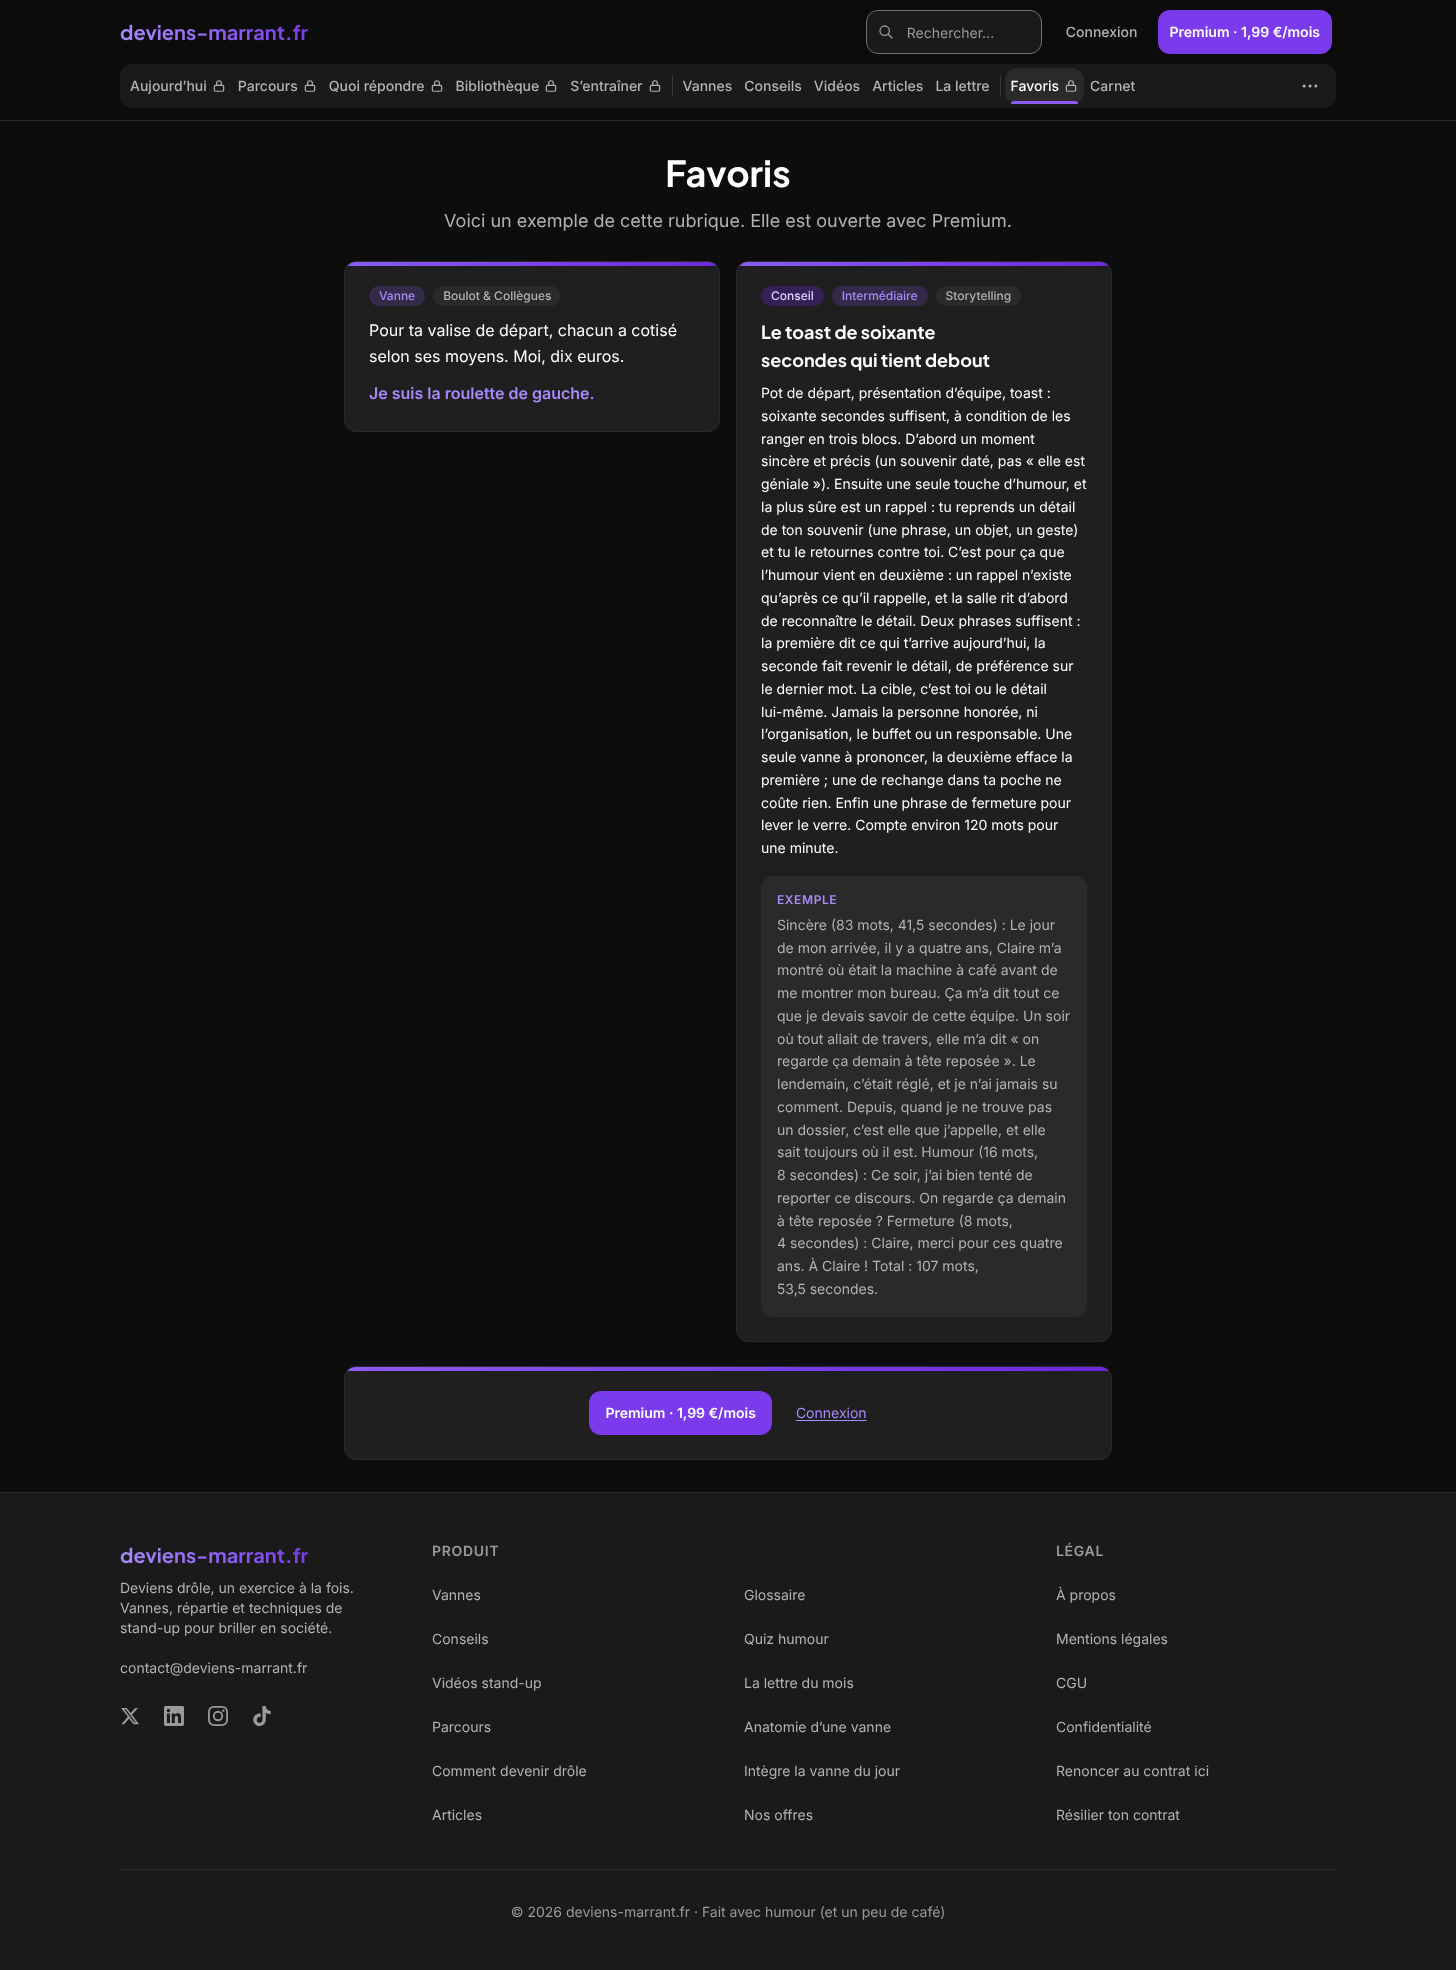 deviens-marrant.fr
Rechercher...
Connexion
Premium · 1,99 €/mois
Aujourd’hui
Parcours
Quoi répondre
Bibliothèque
S’entraîner
Vannes
Conseils
Vidéos
Articles
La lettre
Favoris
Carnet
Favoris
Voici un exemple de cette rubrique. Elle est ouverte avec Premium.
Vanne
Boulot & Collègues
Pour ta valise de départ, chacun a cotisé
selon ses moyens. Moi, dix euros.
Je suis la roulette de gauche.
Conseil
Intermédiaire
Storytelling
Le toast de soixante
secondes qui tient debout
Pot de départ, présentation d’équipe, toast :
soixante secondes suffisent, à condition de les
ranger en trois blocs. D’abord un moment
sincère et précis (un souvenir daté, pas « elle est
géniale »). Ensuite une seule touche d’humour, et
la plus sûre est un rappel : tu reprends un détail
de ton souvenir (une phrase, un objet, un geste)
et tu le retournes contre toi. C’est pour ça que
l’humour vient en deuxième : un rappel n’existe
qu’après ce qu’il rappelle, et la salle rit d’abord
de reconnaître le détail. Deux phrases suffisent :
la première dit ce qui t’arrive aujourd’hui, la
seconde fait revenir le détail, de préférence sur
le dernier mot. La cible, c’est toi ou le détail
lui-même. Jamais la personne honorée, ni
l’organisation, le buffet ou un responsable. Une
seule vanne à prononcer, la deuxième efface la
première ; une de rechange dans ta poche ne
coûte rien. Enfin une phrase de fermeture pour
lever le verre. Compte environ 120 mots pour
une minute.
EXEMPLE
Sincère (83 mots, 41,5 secondes) : Le jour
de mon arrivée, il y a quatre ans, Claire m’a
montré où était la machine à café avant de
me montrer mon bureau. Ça m’a dit tout ce
que je devais savoir de cette équipe. Un soir
où tout allait de travers, elle m’a dit « on
regarde ça demain à tête reposée ». Le
lendemain, c’était réglé, et je n’ai jamais su
comment. Depuis, quand je ne trouve pas
un dossier, c’est elle que j’appelle, et elle
sait toujours où il est. Humour (16 mots,
8 secondes) : Ce soir, j’ai bien tenté de
reporter ce discours. On regarde ça demain
à tête reposée ? Fermeture (8 mots,
4 secondes) : Claire, merci pour ces quatre
ans. À Claire ! Total : 107 mots,
53,5 secondes.
Premium · 1,99 €/mois
Connexion
deviens-marrant.fr
Deviens drôle, un exercice à la fois.
Vannes, répartie et techniques de
stand-up pour briller en société.
contact@deviens-marrant.fr
PRODUIT
Vannes
Conseils
Vidéos stand-up
Parcours
Comment devenir drôle
Articles
Glossaire
Quiz humour
La lettre du mois
Anatomie d’une vanne
Intègre la vanne du jour
Nos offres
LÉGAL
À propos
Mentions légales
CGU
Confidentialité
Renoncer au contrat ici
Résilier ton contrat
© 2026 deviens-marrant.fr · Fait avec humour (et un peu de café)